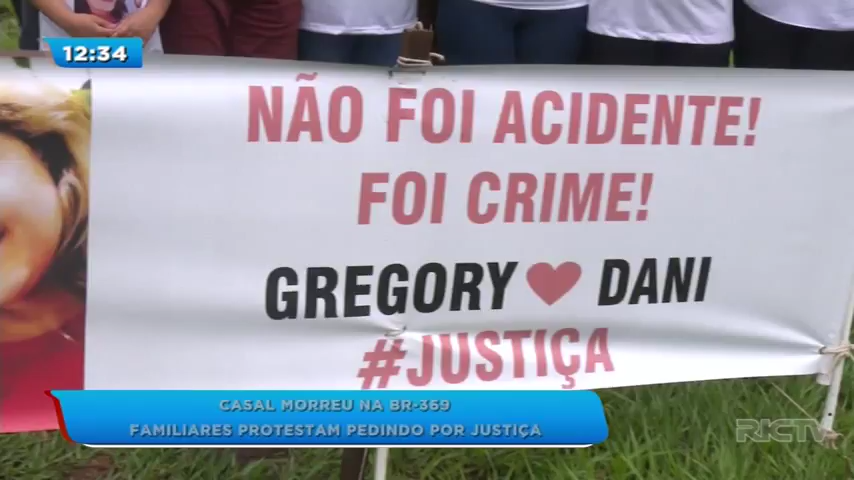 12:34
NÃO FOI ACIDENTE!
FOI CRIME!
GREGORY ❤ DANI
#JUSTIÇA
CASAL MORREU NA BR-369
FAMILIARES PROTESTAM PEDINDO POR JUSTIÇA
RICTV